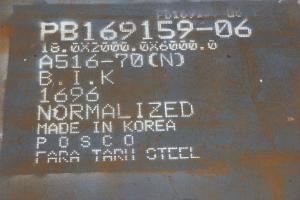 PB169159-06
18.0X2000.0X6000.0
A516-70(N)
B.I.K
1696
NORMALIZED
MADE IN KOREA
POSCO
FARA TARH STEEL